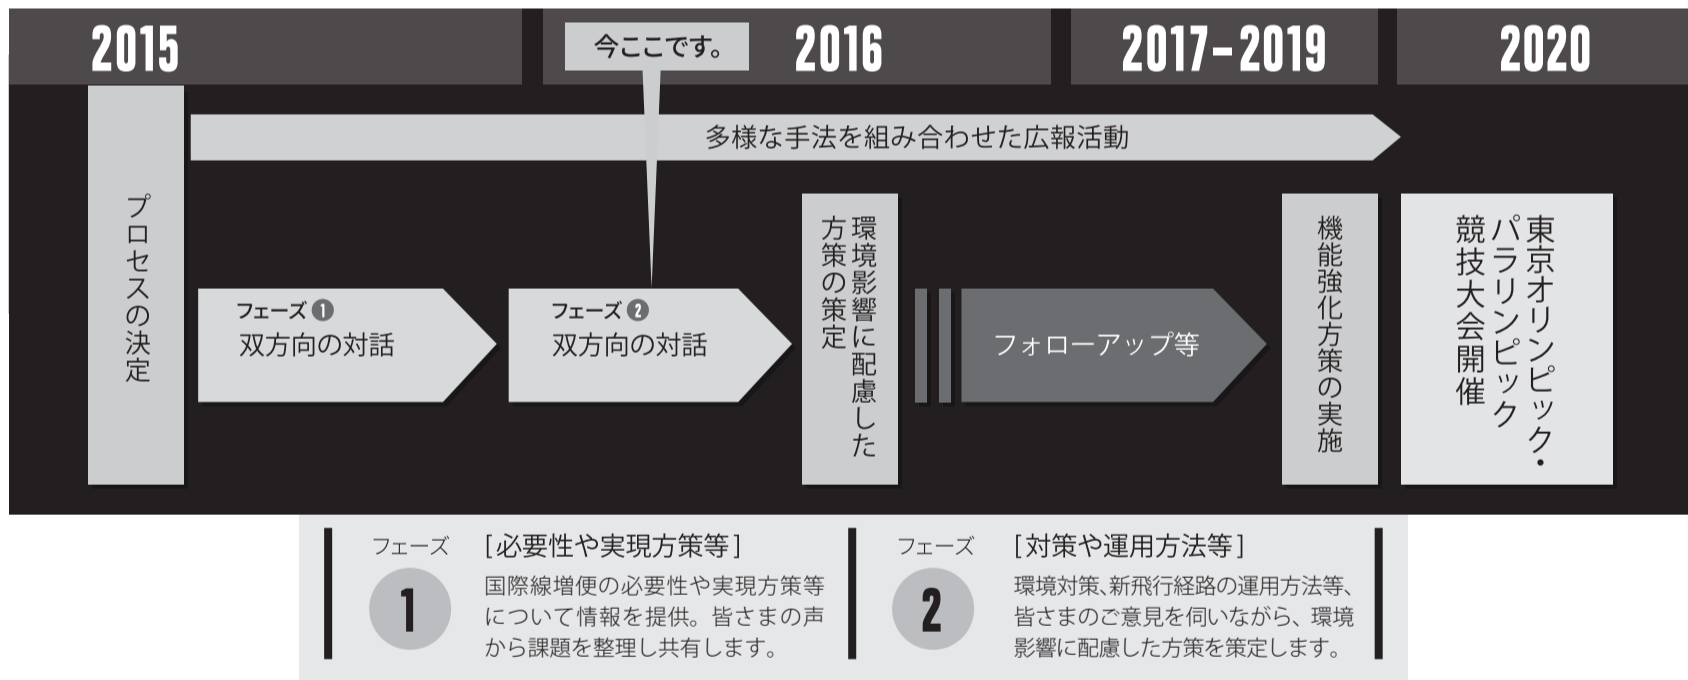 2015
今ここです。
2016
2017-2019
2020
多様な手法を組み合わせた広報活動
プロセスの決定
フェーズ❶
双方向の対話
フェーズ❷
双方向の対話
環境影響に配慮した
方策の策定
フォローアップ等
機能強化方策の実施
東京オリンピック・
パラリンピック
競技大会開催
フェーズ
1
[必要性や実現方策等]
国際線増便の必要性や実現方策等
について情報を提供。皆さまの声
から課題を整理し共有します。
フェーズ
2
[対策や運用方法等]
環境対策、新飛行経路の運用方法等、
皆さまのご意見を伺いながら、環境
影響に配慮した方策を策定します。